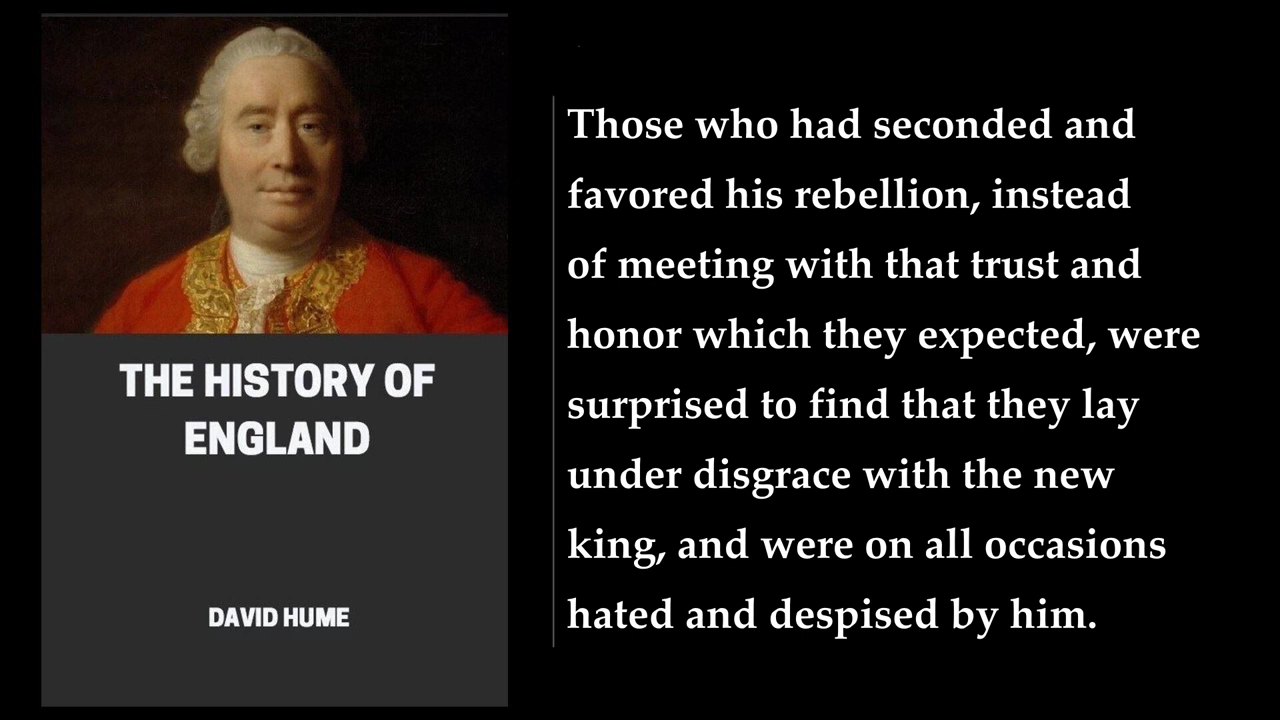 THE HISTORY OF
ENGLAND
DAVID HUME
Those who had seconded and
favored his rebellion, instead
of meeting with that trust and
honor which they expected, were
surprised to find that they lay
under disgrace with the new
king, and were on all occasions
hated and despised by him.